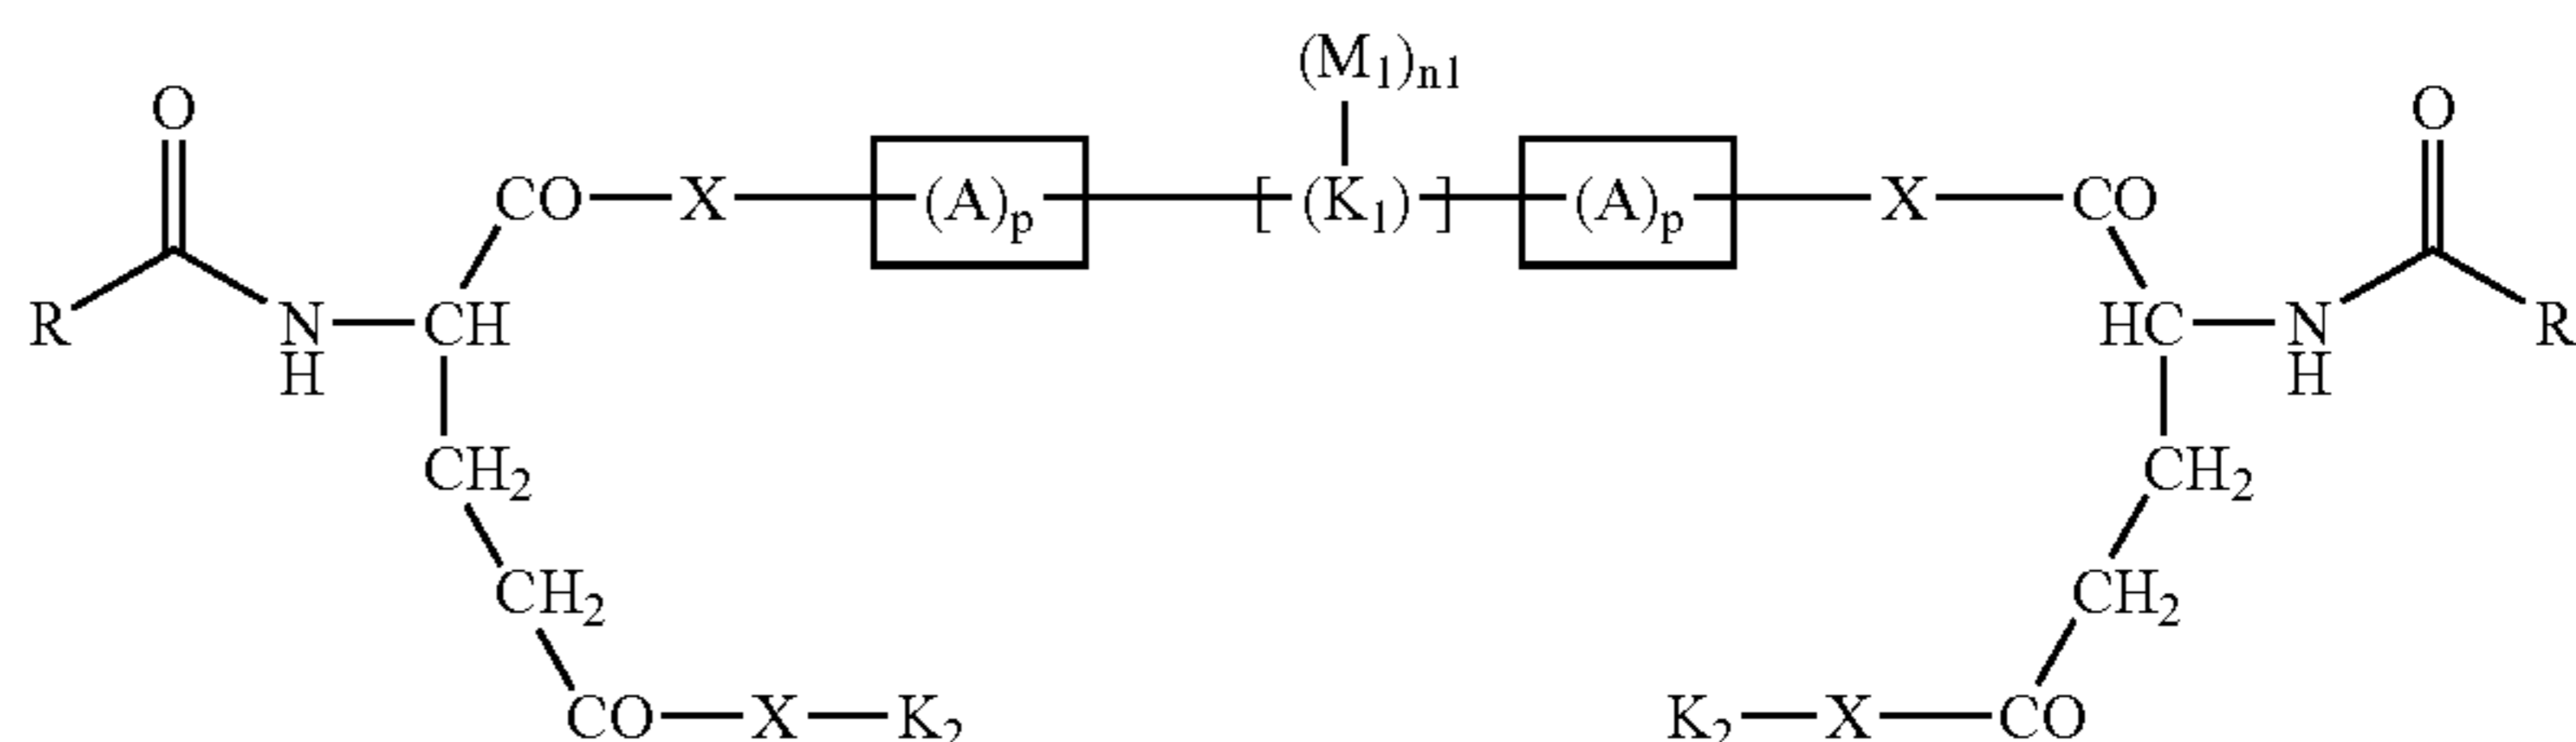 (M1)n1
O O
CO X (A)p [ (K1) ] (A)p X CO
R N H CH HC N H R
CH2 CH2
CH2 CH2
CO X K2 K2 X CO